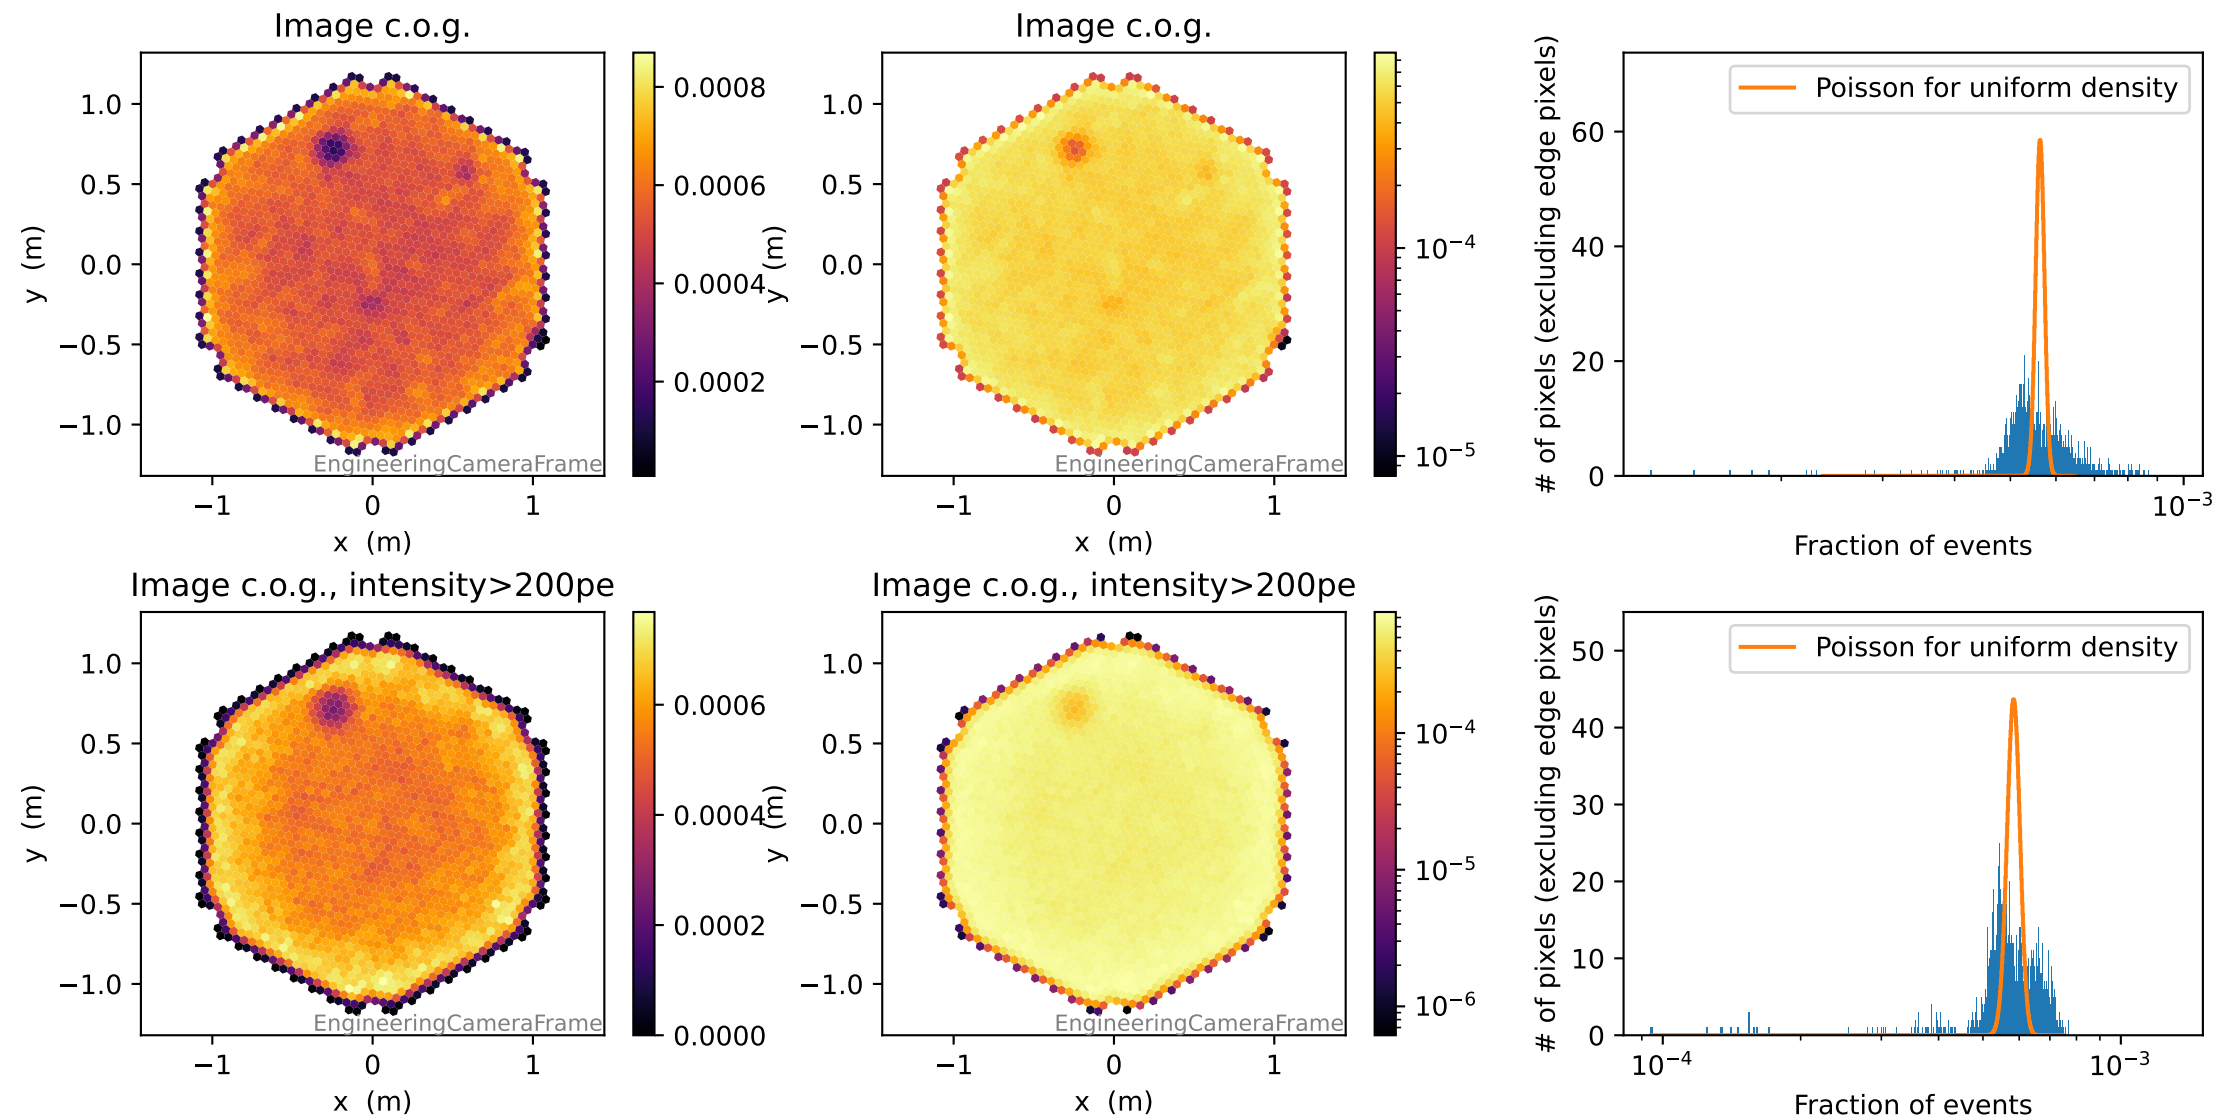 Image c.o.g.
1.0
0.5
0.0
−0.5
−1.0
y (m)
−1
0
1
x (m)
EngineeringCameraFrame
0.0008
0.0006
0.0004
0.0002
Image c.o.g.
1.0
0.5
0.0
−0.5
−1.0
y (m)
−1
0
1
x (m)
EngineeringCameraFrame
10⁻⁴
10⁻⁵
# of pixels (excluding edge pixels)
60
40
20
0
Poisson for uniform density
10⁻³
Fraction of events
Image c.o.g., intensity>200pe
1.0
0.5
0.0
−0.5
−1.0
y (m)
−1
0
1
x (m)
EngineeringCameraFrame
0.0006
0.0004
0.0002
0.0000
Image c.o.g., intensity>200pe
1.0
0.5
0.0
−0.5
−1.0
y (m)
−1
0
1
x (m)
EngineeringCameraFrame
10⁻⁴
10⁻⁵
10⁻⁶
# of pixels (excluding edge pixels)
50
40
30
20
10
0
Poisson for uniform density
10⁻⁴
10⁻³
Fraction of events